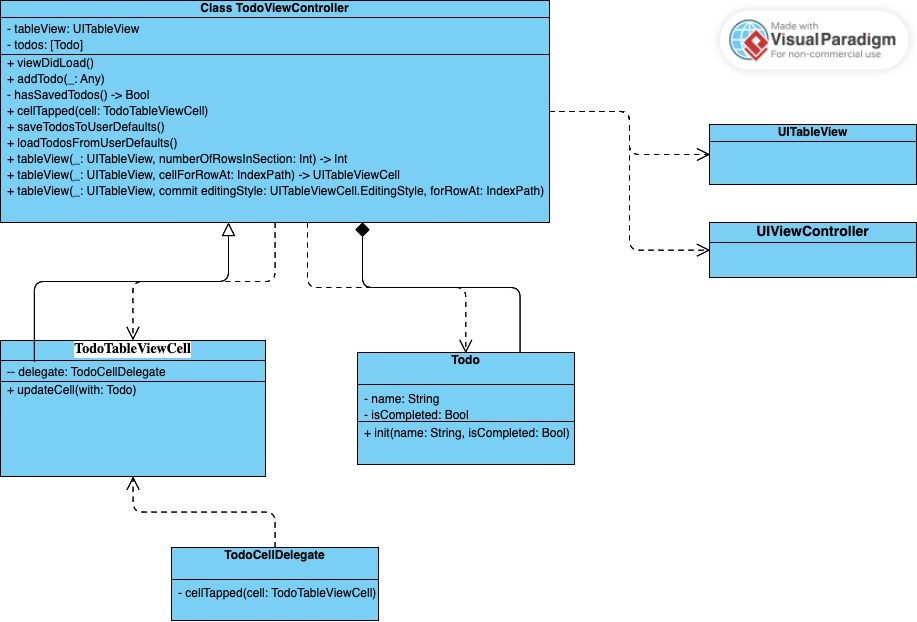 Class TodoViewController
- tableView: UITableView
- todos: [Todo]
+ viewDidLoad()
+ addTodo(_: Any)
- hasSavedTodos() -> Bool
+ cellTapped(cell: TodoTableViewCell)
+ saveTodosToUserDefaults()
+ loadTodosFromUserDefaults()
+ tableView(_: UITableView, numberOfRowsInSection: Int) -> Int
+ tableView(_: UITableView, cellForRowAt: IndexPath) -> UITableViewCell
+ tableView(_: UITableView, commit editingStyle: UITableViewCell.EditingStyle, forRowAt: IndexPath)
Made with
Visual Paradigm
For non-commercial use
UITableView
UIViewController
TodoTableViewCell
-- delegate: TodoCellDelegate
+ updateCell(with: Todo)
Todo
- name: String
- isCompleted: Bool
+ init(name: String, isCompleted: Bool)
TodoCellDelegate
- cellTapped(cell: TodoTableViewCell)